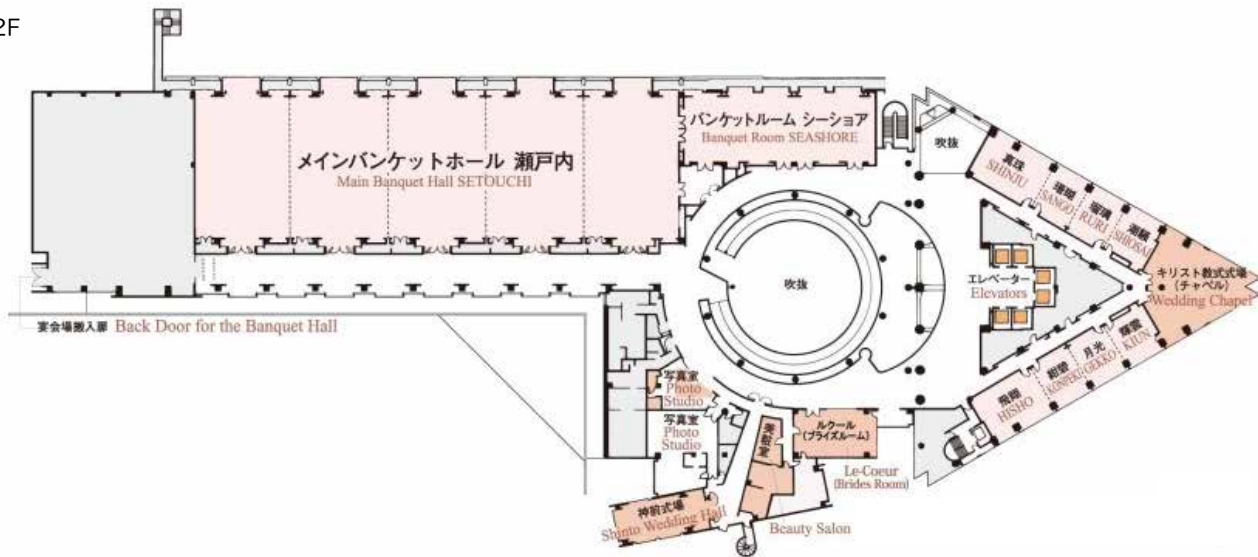 2F
メインバンケットホール 瀬戸内
Main Banquet Hall SETOUCHI
バンケットルーム シーショア
Banquet Room SEASHORE
吹抜
真珠
SHINJU
珊瑚
SANGO
瑠璃
RURI
潮騒
SHIOSAI
キリスト教式式場
(チャペル)
Wedding Chapel
エレベーター
Elevators
吹抜
輝雲
KIUN
月光
GEKKO
紺碧
KONPEKI
飛翔
HISHO
宴会場搬入扉 Back Door for the Banquet Hall
写真室
Photo
Studio
写真室
Photo
Studio
美粧室
ルクール
(ブライズルーム)
Le-Coeur
(Brides Room)
Beauty Salon
神前式場
Shinto Wedding Hall